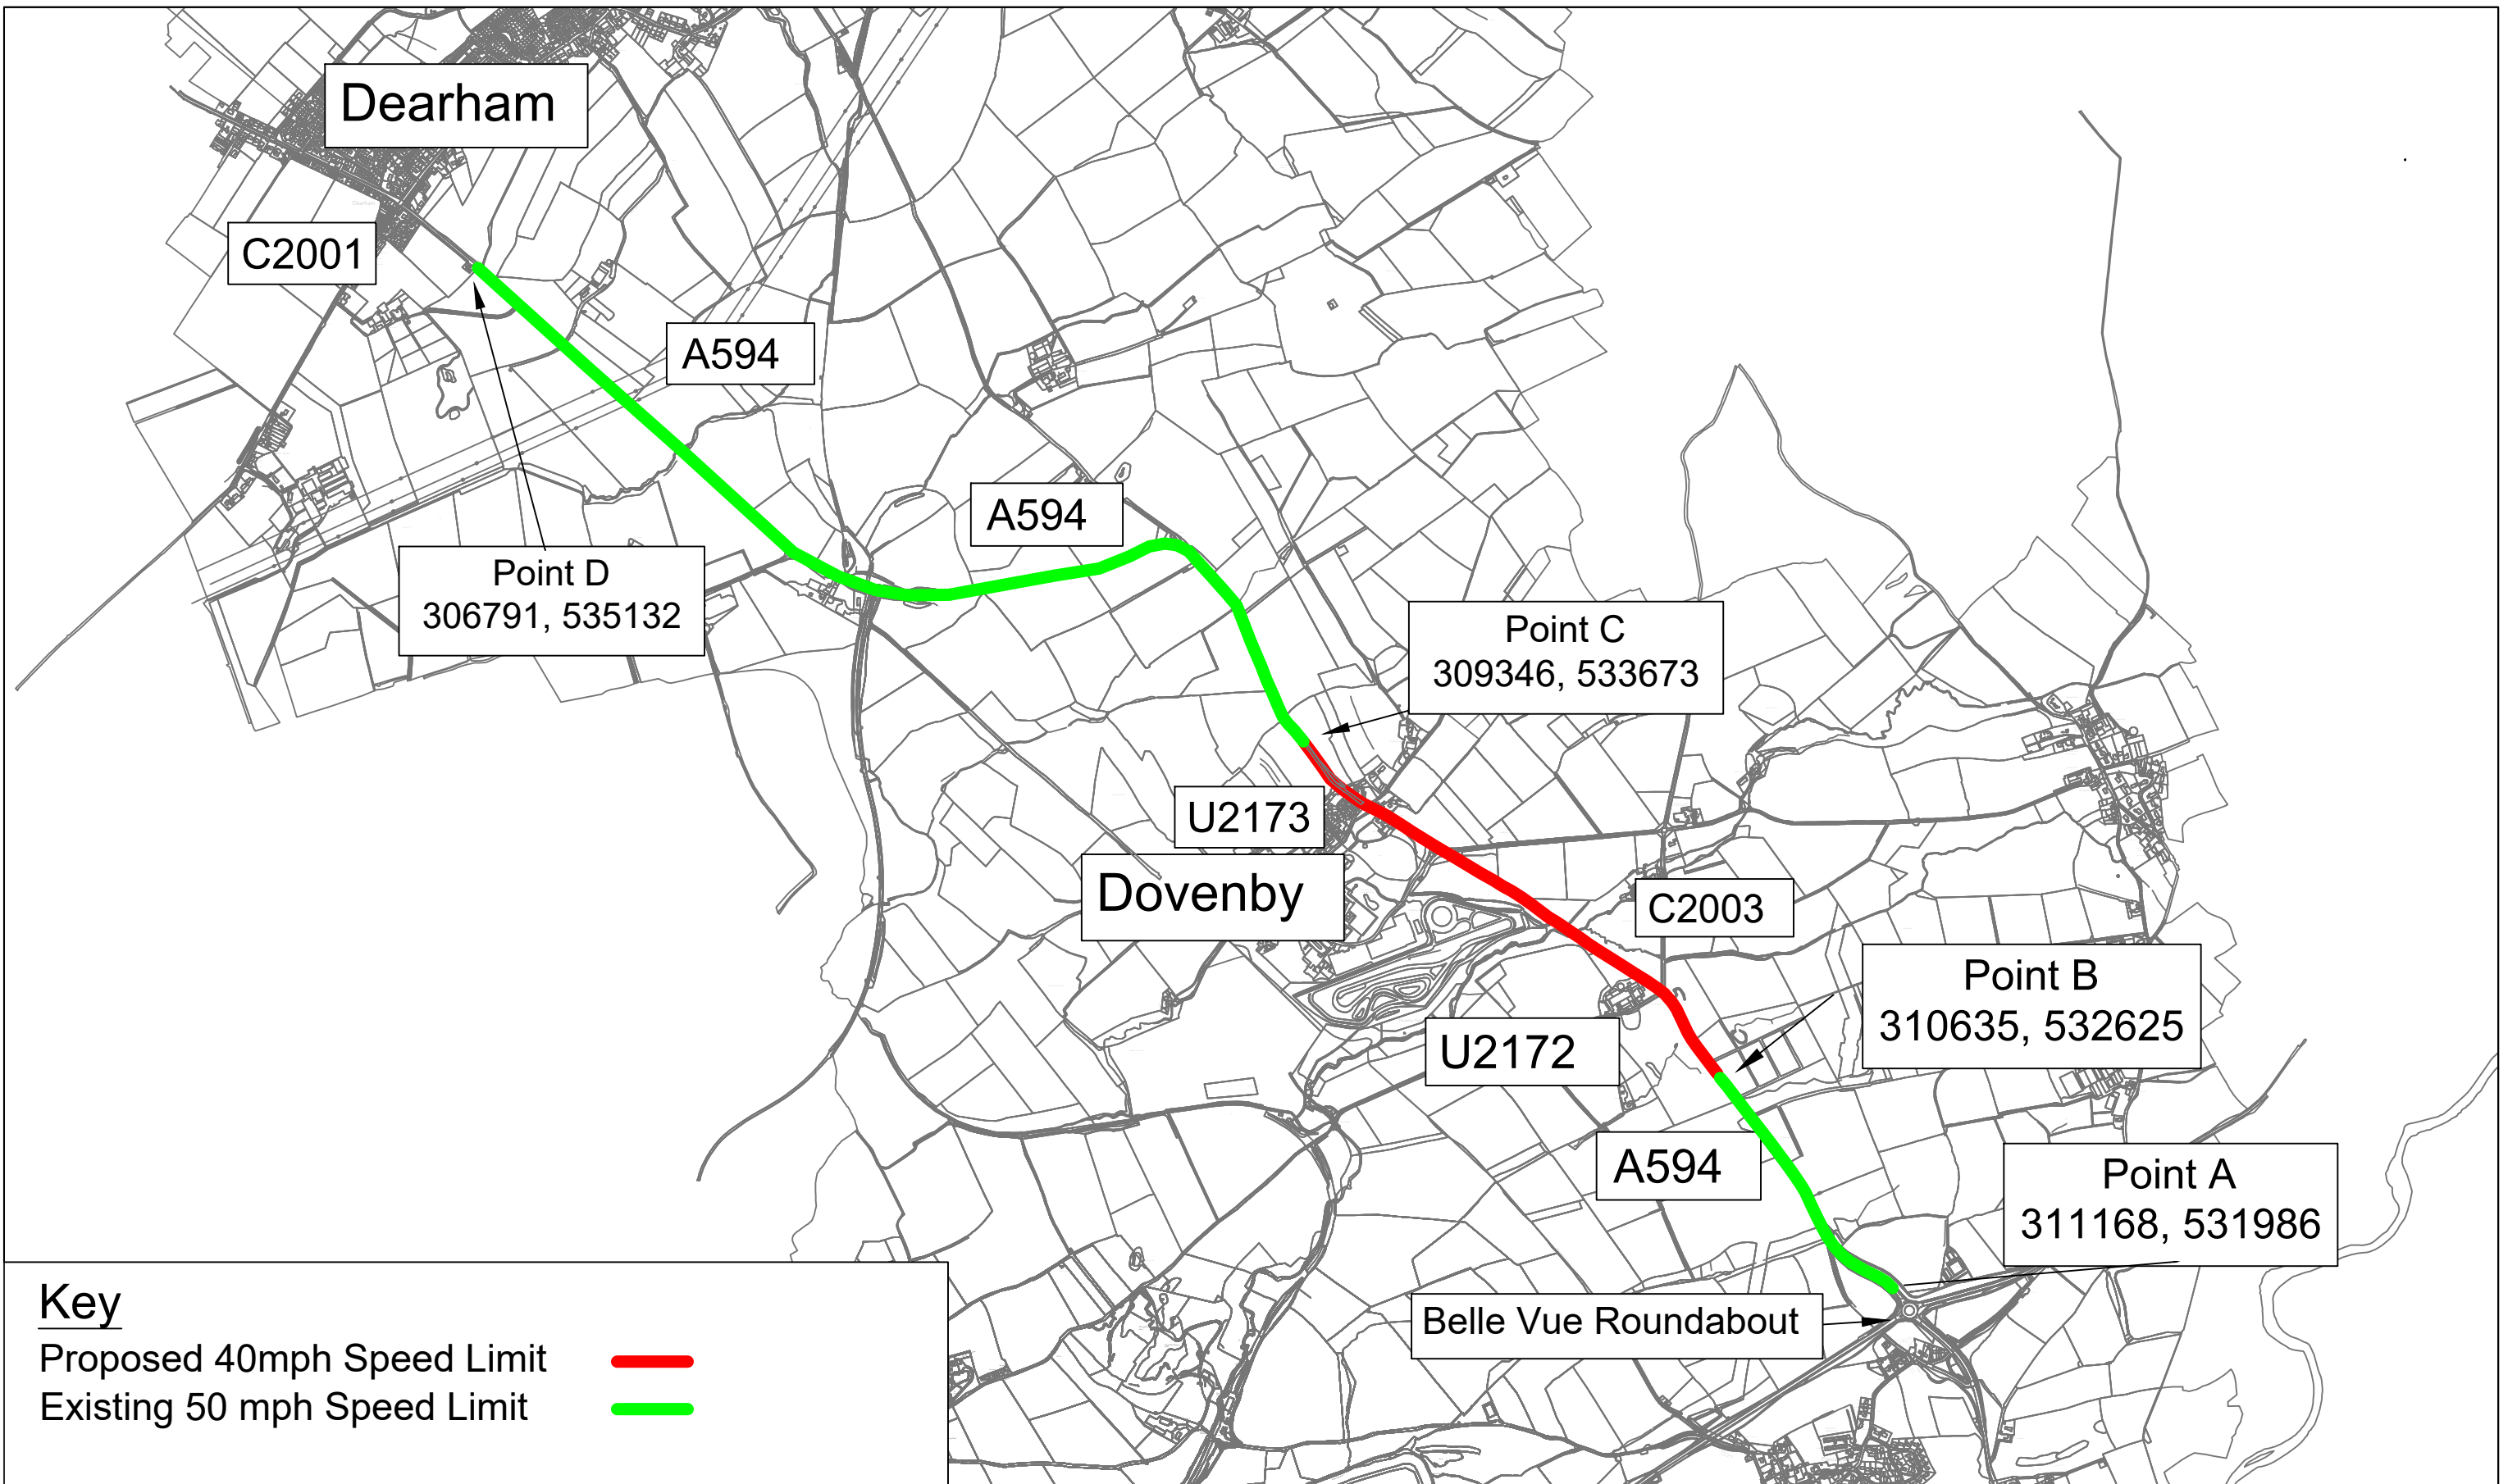 Dearham
C2001
A594
A594
Point D
306791, 535132
Point C
309346, 533673
U2173
Dovenby
C2003
Point B
310635, 532625
U2172
A594
Point A
311168, 531986
Belle Vue Roundabout
Key
Proposed 40mph Speed Limit
Existing 50 mph Speed Limit
Dearham